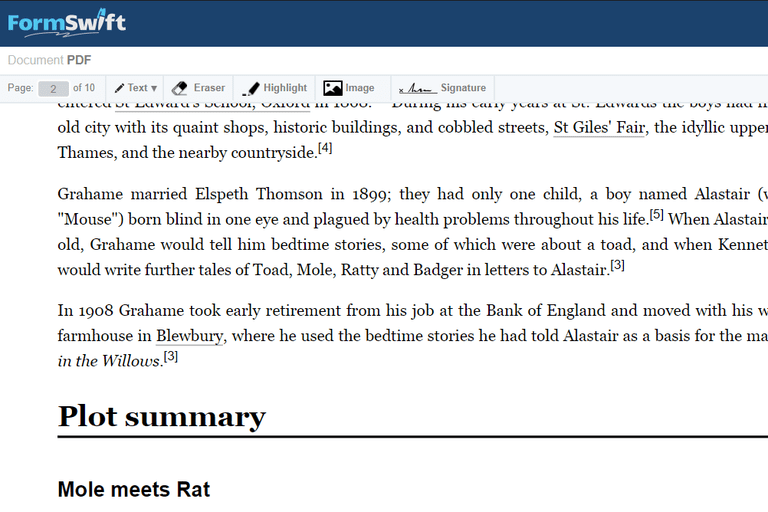 FormSwift
Document PDF
Page: 2 of 10 Text ▾ Eraser Highlight Image Signature
entered St Edward's School, Oxford in 1868. During his early years at St. Edwards the boys had
old city with its quaint shops, historic buildings, and cobbled streets, St Giles' Fair, the idyllic upper
Thames, and the nearby countryside.[4]
Grahame married Elspeth Thomson in 1899; they had only one child, a boy named Alastair (
"Mouse") born blind in one eye and plagued by health problems throughout his life.[5] When Alastair
old, Grahame would tell him bedtime stories, some of which were about a toad, and when Kennet
would write further tales of Toad, Mole, Ratty and Badger in letters to Alastair.[3]
In 1908 Grahame took early retirement from his job at the Bank of England and moved with his w
farmhouse in Blewbury, where he used the bedtime stories he had told Alastair as a basis for the ma
in the Willows.[3]
Plot summary
Mole meets Rat